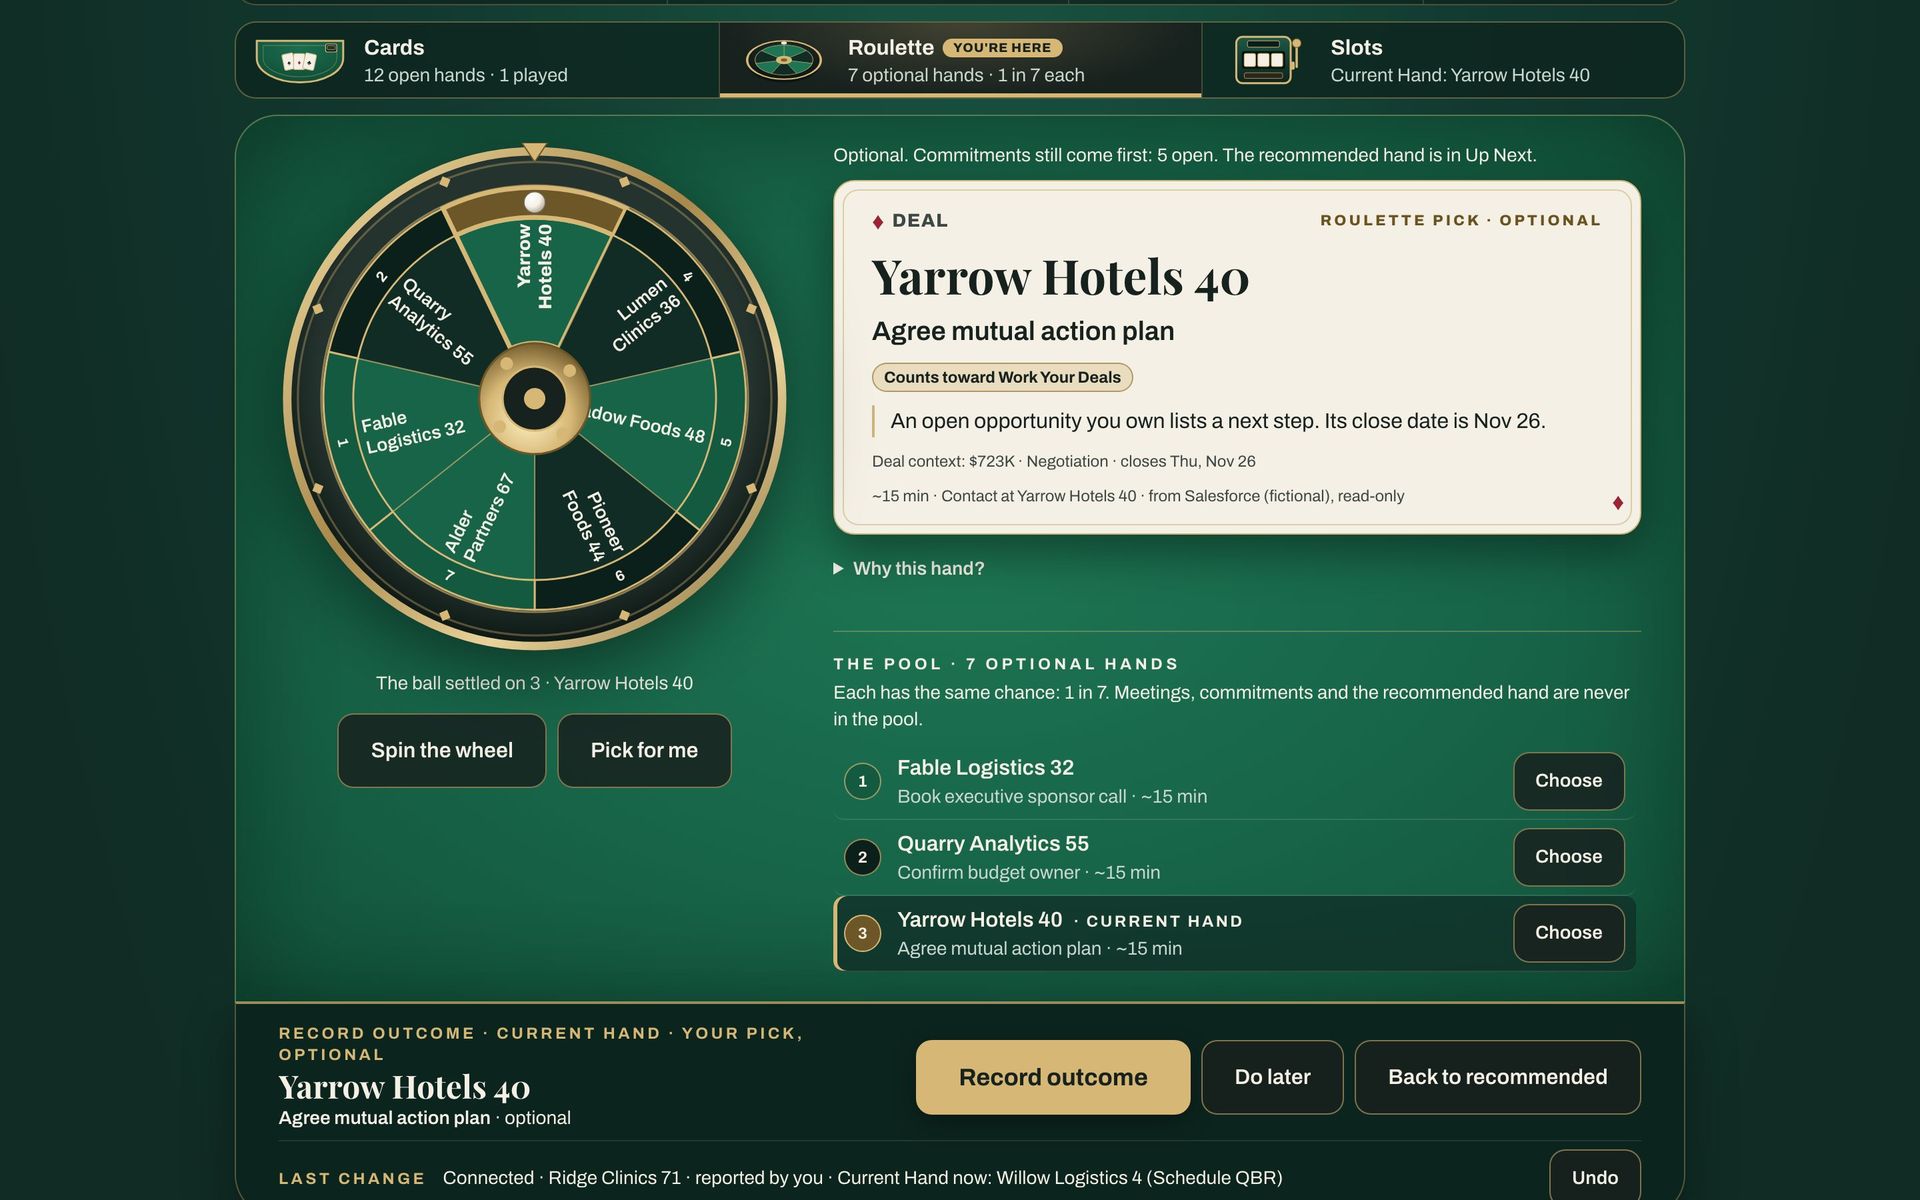 Cards
12 open hands · 1 played
Roulette YOU'RE HERE
7 optional hands · 1 in 7 each
Slots
Current Hand: Yarrow Hotels 40
Yarrow
Hotels 40
4
Lumen
Clinics 36
5
dow Foods 48
6
Pioneer
Foods 44
7
Alder
Partners 67
1
Fable
Logistics 32
2
Quarry
Analytics 55
The ball settled on 3 · Yarrow Hotels 40
Spin the wheel
Pick for me
Optional. Commitments still come first: 5 open. The recommended hand is in Up Next.
♦ DEAL
ROULETTE PICK · OPTIONAL
Yarrow Hotels 40
Agree mutual action plan
Counts toward Work Your Deals
An open opportunity you own lists a next step. Its close date is Nov 26.
Deal context: $723K · Negotiation · closes Thu, Nov 26
~15 min · Contact at Yarrow Hotels 40 · from Salesforce (fictional), read-only
Why this hand?
THE POOL · 7 OPTIONAL HANDS
Each has the same chance: 1 in 7. Meetings, commitments and the recommended hand are never
in the pool.
1
Fable Logistics 32
Book executive sponsor call · ~15 min
Choose
2
Quarry Analytics 55
Confirm budget owner · ~15 min
Choose
3
Yarrow Hotels 40 · CURRENT HAND
Agree mutual action plan · ~15 min
Choose
RECORD OUTCOME · CURRENT HAND · YOUR PICK,
OPTIONAL
Yarrow Hotels 40
Agree mutual action plan · optional
Record outcome
Do later
Back to recommended
LAST CHANGE Connected · Ridge Clinics 71 · reported by you · Current Hand now: Willow Logistics 4 (Schedule QBR)
Undo